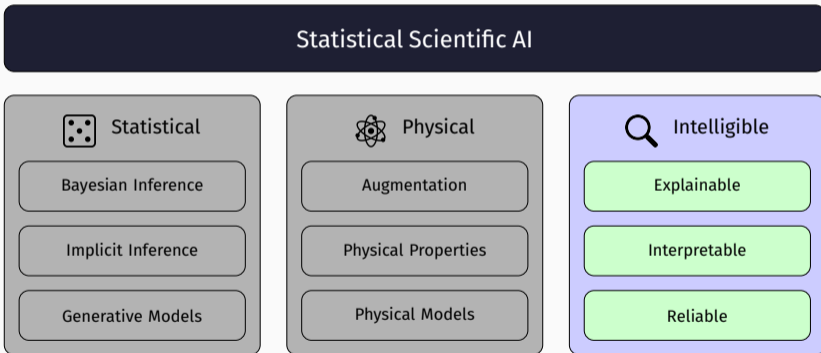 Statistical Scientific AI
Statistical
Bayesian Inference
Implicit Inference
Generative Models
Physical
Augmentation
Physical Properties
Physical Models
Intelligible
Explainable
Interpretable
Reliable